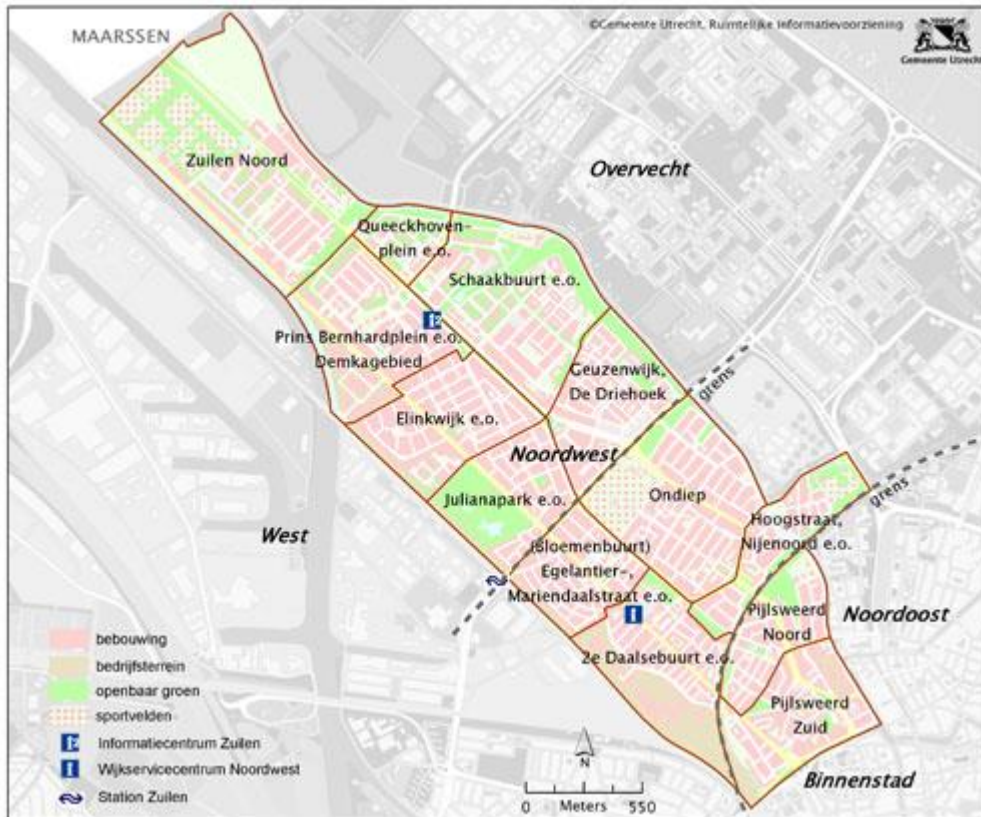 ©Gemeente Utrecht, Ruimtelijke Informatievoorziening
Gemeente Utrecht
MAARSSEN
Zuilen Noord
Overvecht
Queeckhoven-
plein e.o.
Schaakbuurt e.o.
Prins Bernhardplein e.o.
Demkagebied
Geuzenwijk,
De Driehoek
grens
Elinkwijk e.o.
Noordwest
Julianapark e.o.
Ondiep
grens
Hoogstraat,
Nijenoord e.o.
West
(Bloemenbuurt)
Egelantier-,
Mariendaalstraat e.o.
Pijlsweerd
Noord
Noordoost
2e Daalsebuurt e.o.
Pijlsweerd
Zuid
Binnenstad
bebouwing
bedrijfsterrein
openbaar groen
sportvelden
Informatiecentrum Zuilen
Wijkservicecentrum Noordwest
Station Zuilen
N
0 Meters 550